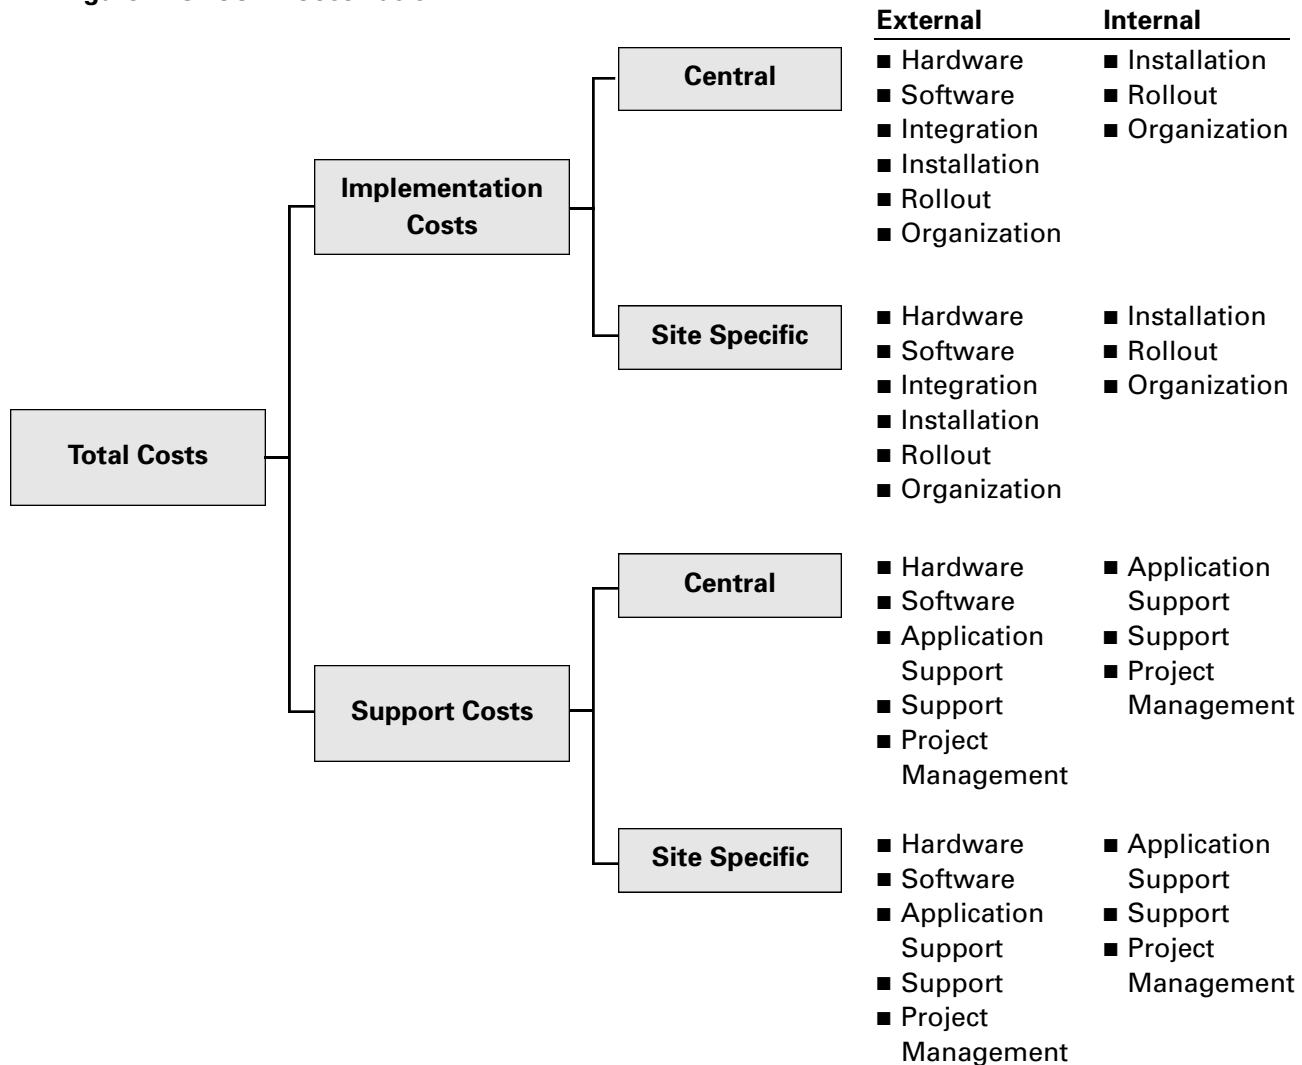 External Internal
Central
■ Hardware ■ Installation
■ Software ■ Rollout
■ Integration ■ Organization
■ Installation
■ Rollout
■ Organization
Implementation
Costs
Site Specific
■ Hardware ■ Installation
■ Software ■ Rollout
■ Integration ■ Organization
■ Installation
■ Rollout
■ Organization
Total Costs
Central
■ Hardware ■ Application
■ Software Support
■ Application ■ Support
Support ■ Project
■ Support Management
■ Project
Management
Support Costs
Site Specific
■ Hardware ■ Application
■ Software Support
■ Application ■ Support
Support ■ Project
■ Support Management
■ Project
Management